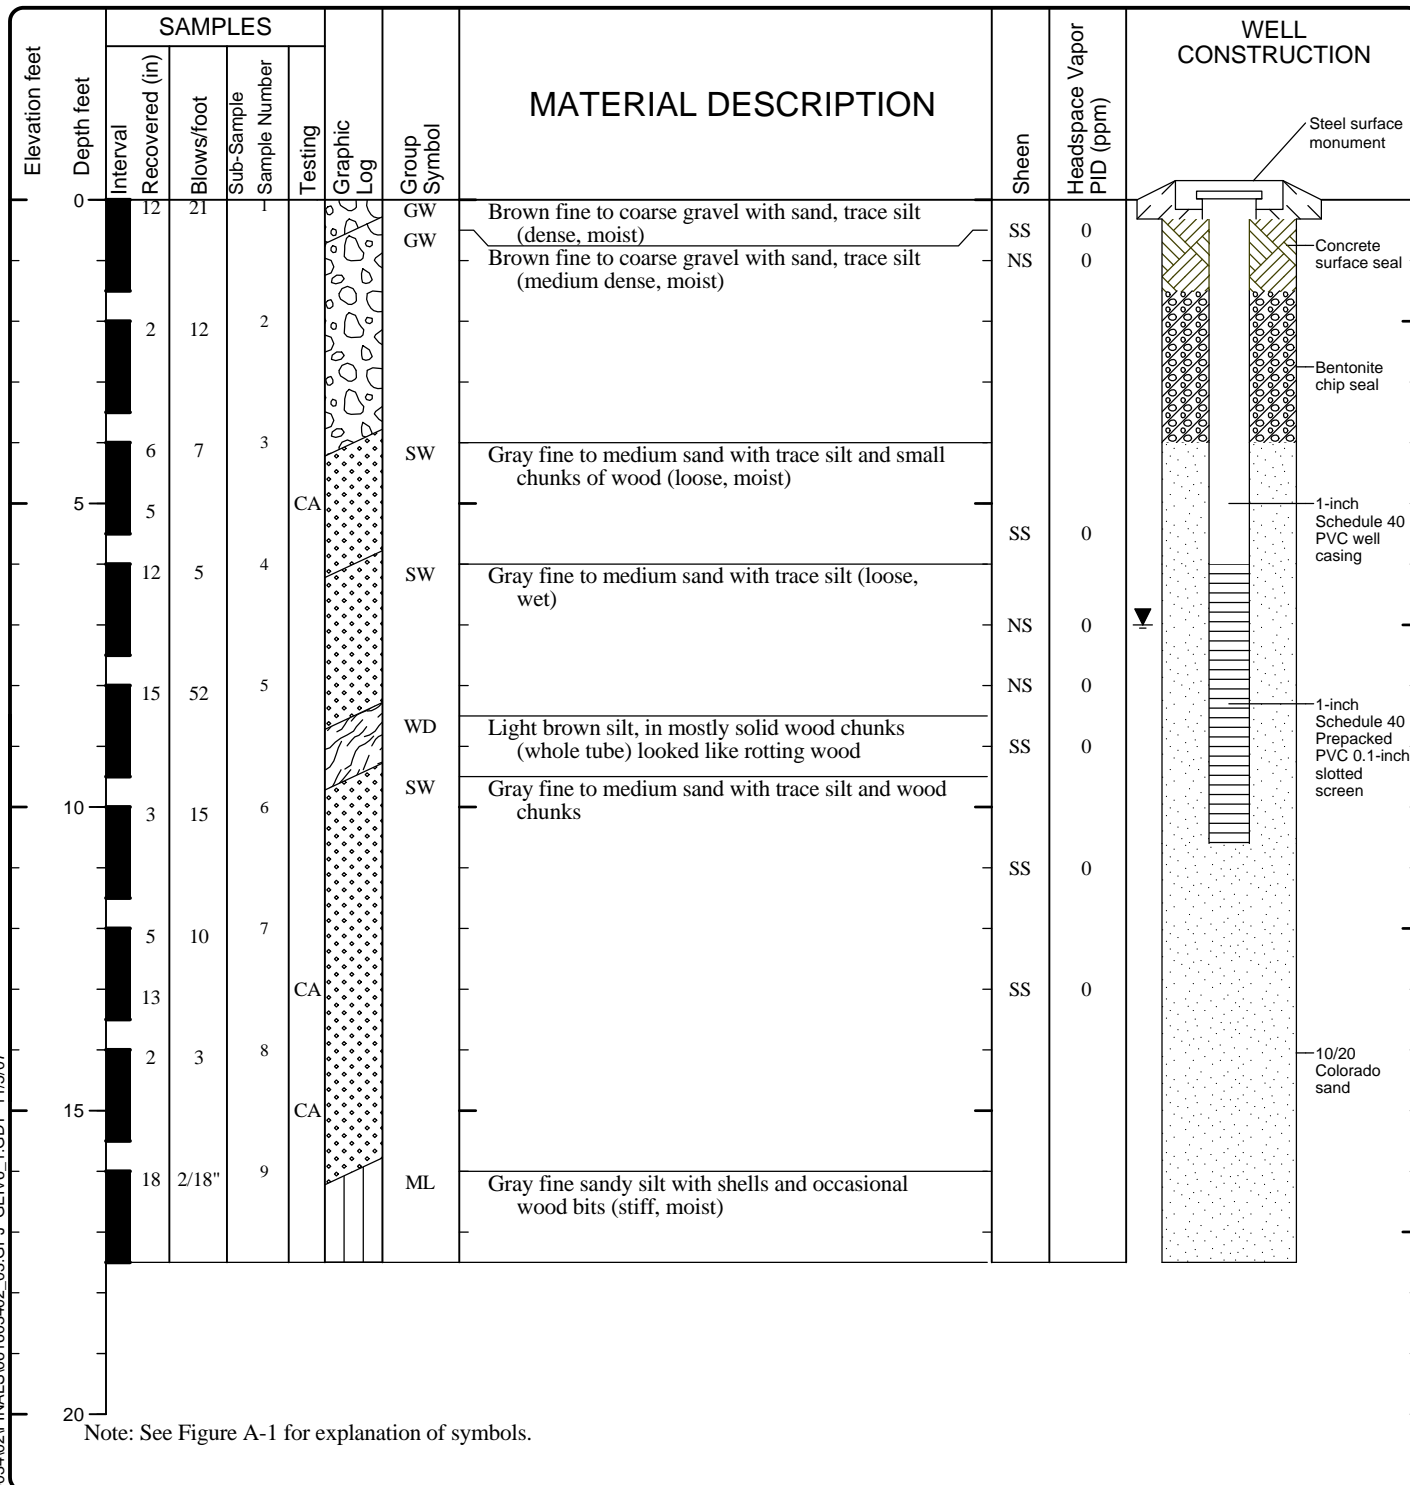 SAMPLES
Elevation feet
Depth feet
Interval
Recovered (in)
Blows/foot
Sub-Sample
Sample Number
Testing
Graphic
Log
Group
Symbol
MATERIAL DESCRIPTION
Sheen
Headspace Vapor
PID (ppm)
WELL
CONSTRUCTION
Steel surface
monument
0
12 21 1
GW Brown fine to coarse gravel with sand, trace silt
(dense, moist)
SS 0
GW Brown fine to coarse gravel with sand, trace silt
(medium dense, moist)
NS 0
Concrete
surface seal
2 12 2
Bentonite
chip seal
6 7 3
SW Gray fine to medium sand with trace silt and small
chunks of wood (loose, moist)
5
5 CA
SS 0
1-inch
Schedule 40
PVC well
casing
12 5 4
SW Gray fine to medium sand with trace silt (loose,
wet)
NS 0
15 52 5
NS 0
WD Light brown silt, in mostly solid wood chunks
(whole tube) looked like rotting wood
SS 0
1-inch
Schedule 40
Prepacked
PVC 0.1-inch
slotted
screen
SW Gray fine to medium sand with trace silt and wood
chunks
10
3 15 6
SS 0
5 10 7
13 CA
SS 0
2 3 8
10/20
Colorado
sand
15
CA
18 2/18" 9
ML Gray fine sandy silt with shells and occasional
wood bits (stiff, moist)
20
Note: See Figure A-1 for explanation of symbols.